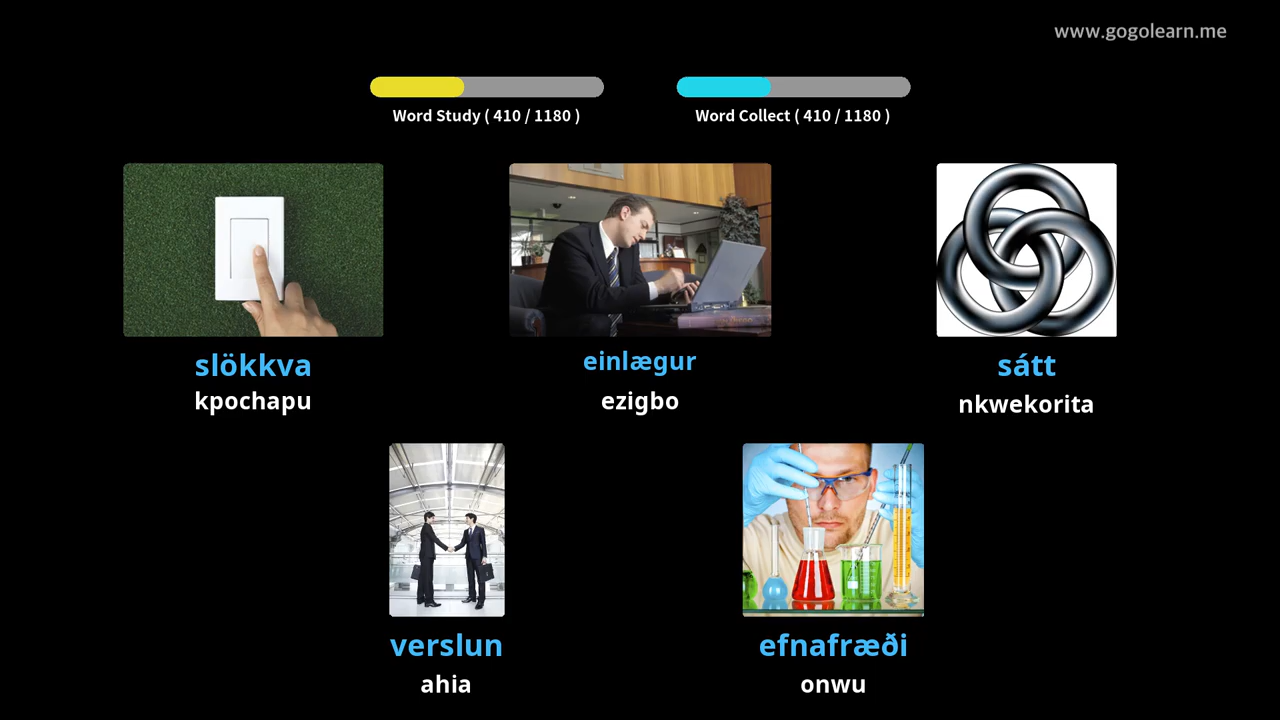 www.gogolearn.me
Word Study ( 410 / 1180 )
Word Collect ( 410 / 1180 )
slökkva
kpochapu
einlægur
ezigbo
sátt
nkwekorita
verslun
ahia
efnafræði
onwu